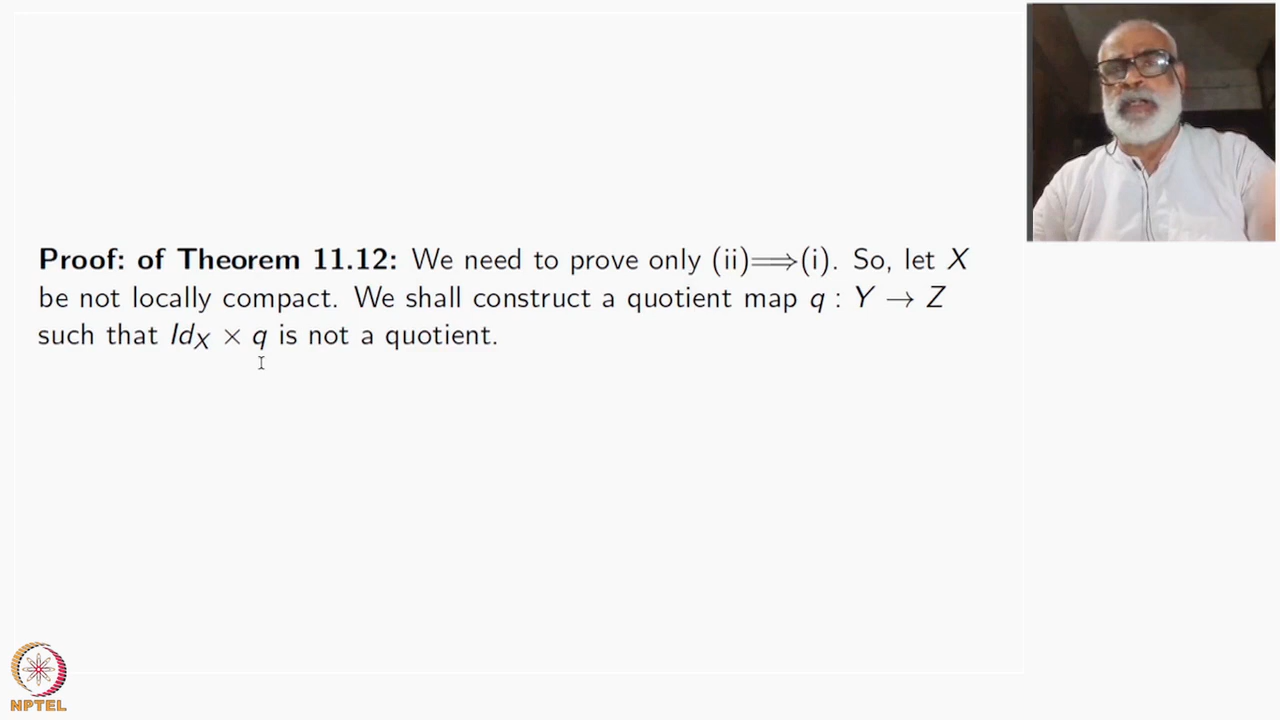 Proof: of Theorem 11.12: We need to prove only (ii)⟹(i). So, let X
be not locally compact. We shall construct a quotient map q : Y → Z
such that Id_X × q is not a quotient.
NPTEL